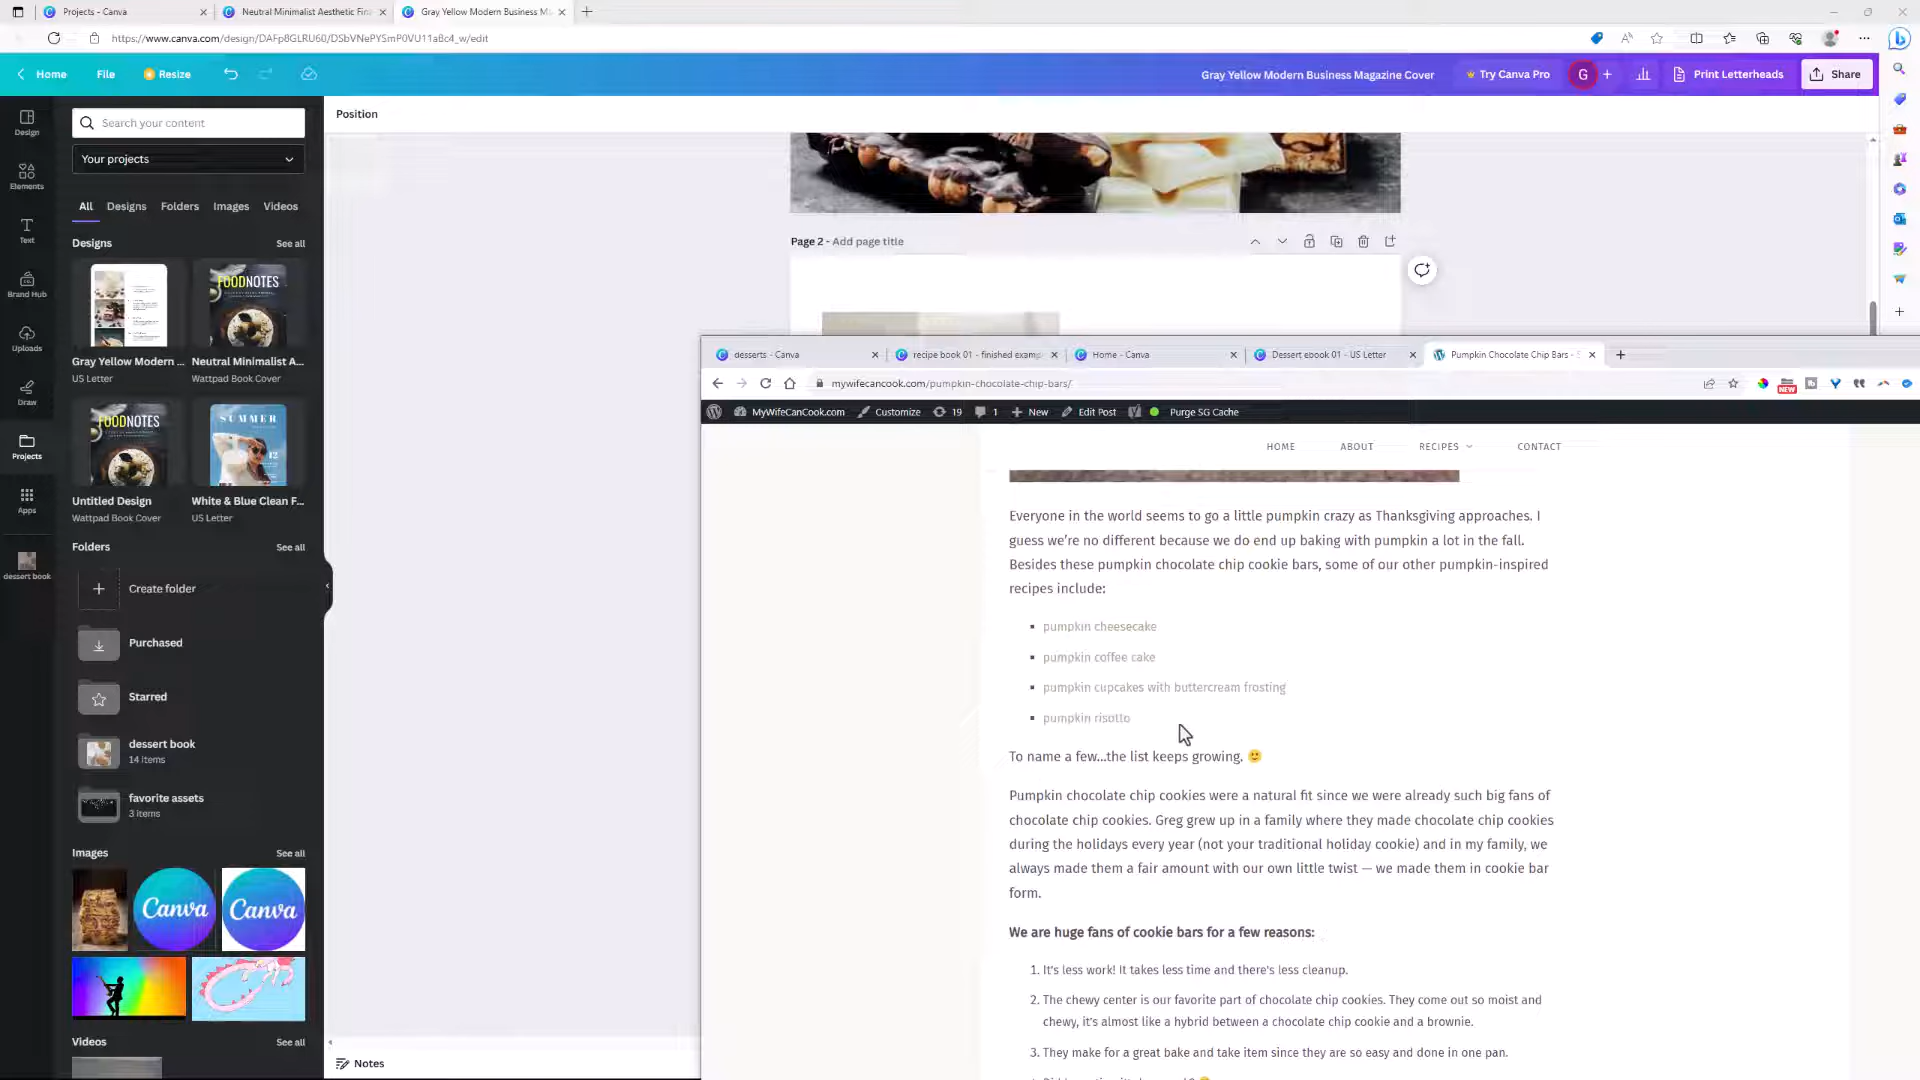 Projects - Canva
Neutral Minimalist Aesthetic Fin
Gray Yellow Modern Business M
https://www.canva.com/design/DAFp8GLRU60/DSbVNePYSmP0VU11a8c4_w/edit
Home
File
Resize
Gray Yellow Modern Business Magazine Cover
Try Canva Pro
G
Print Letterheads
Share
Design
Elements
Text
Brand Hub
Uploads
Draw
Projects
Apps
dessert book
Search your content
Your projects
All
Designs
Folders
Images
Videos
Designs
See all
FOODNOTES
Gray Yellow Modern ...
US Letter
Neutral Minimalist A...
Wattpad Book Cover
FOODNOTES
SUMMER
12
Untitled Design
Wattpad Book Cover
White & Blue Clean F...
US Letter
Folders
See all
Create folder
Purchased
Starred
dessert book
14 items
favorite assets
3 items
Images
See all
Canva
Canva
Videos
See all
Position
Page 2 - Add page title
Notes
desserts - Canva
recipe book 01 - finished examp
Home - Canva
Dessert ebook 01 - US Letter
Pumpkin Chocolate Chip Bars -
mywifecancook.com/pumpkin-chocolate-chip-bars/
NEW
MyWifeCanCook.com
Customize
19
1
New
Edit Post
Purge SG Cache
HOME
ABOUT
RECIPES
CONTACT
Everyone in the world seems to go a little pumpkin crazy as Thanksgiving approaches. I
guess we're no different because we do end up baking with pumpkin a lot in the fall.
Besides these pumpkin chocolate chip cookie bars, some of our other pumpkin-inspired
recipes include:
pumpkin cheesecake
pumpkin coffee cake
pumpkin cupcakes with buttercream frosting
pumpkin risotto
To name a few...the list keeps growing. 🙂
Pumpkin chocolate chip cookies were a natural fit since we were already such big fans of
chocolate chip cookies. Greg grew up in a family where they made chocolate chip cookies
during the holidays every year (not your traditional holiday cookie) and in my family, we
always made them a fair amount with our own little twist — we made them in cookie bar
form.
We are huge fans of cookie bars for a few reasons:
1. It's less work! It takes less time and there's less cleanup.
2. The chewy center is our favorite part of chocolate chip cookies. They come out so moist and
chewy, it's almost like a hybrid between a chocolate chip cookie and a brownie.
3. They make for a great bake and take item since they are so easy and done in one pan.